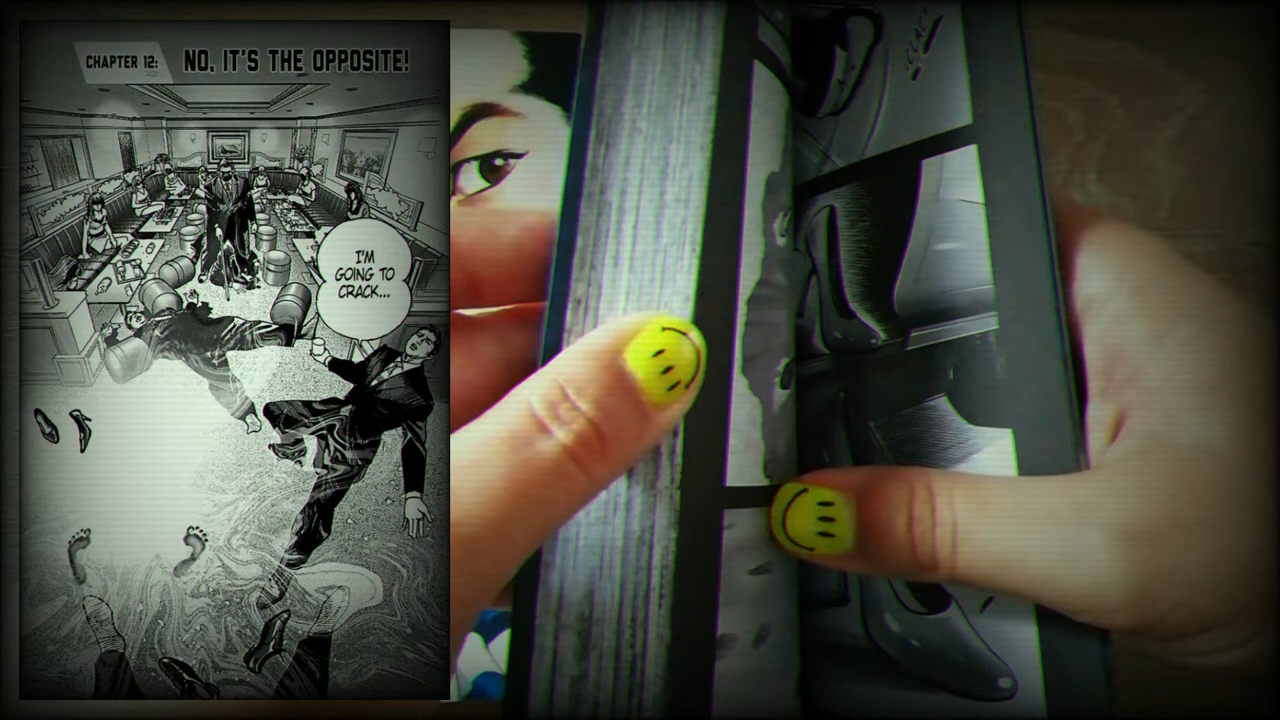 CHAPTER 12:
NO, IT'S THE OPPOSITE!
I'M
GOING TO
CRACK...